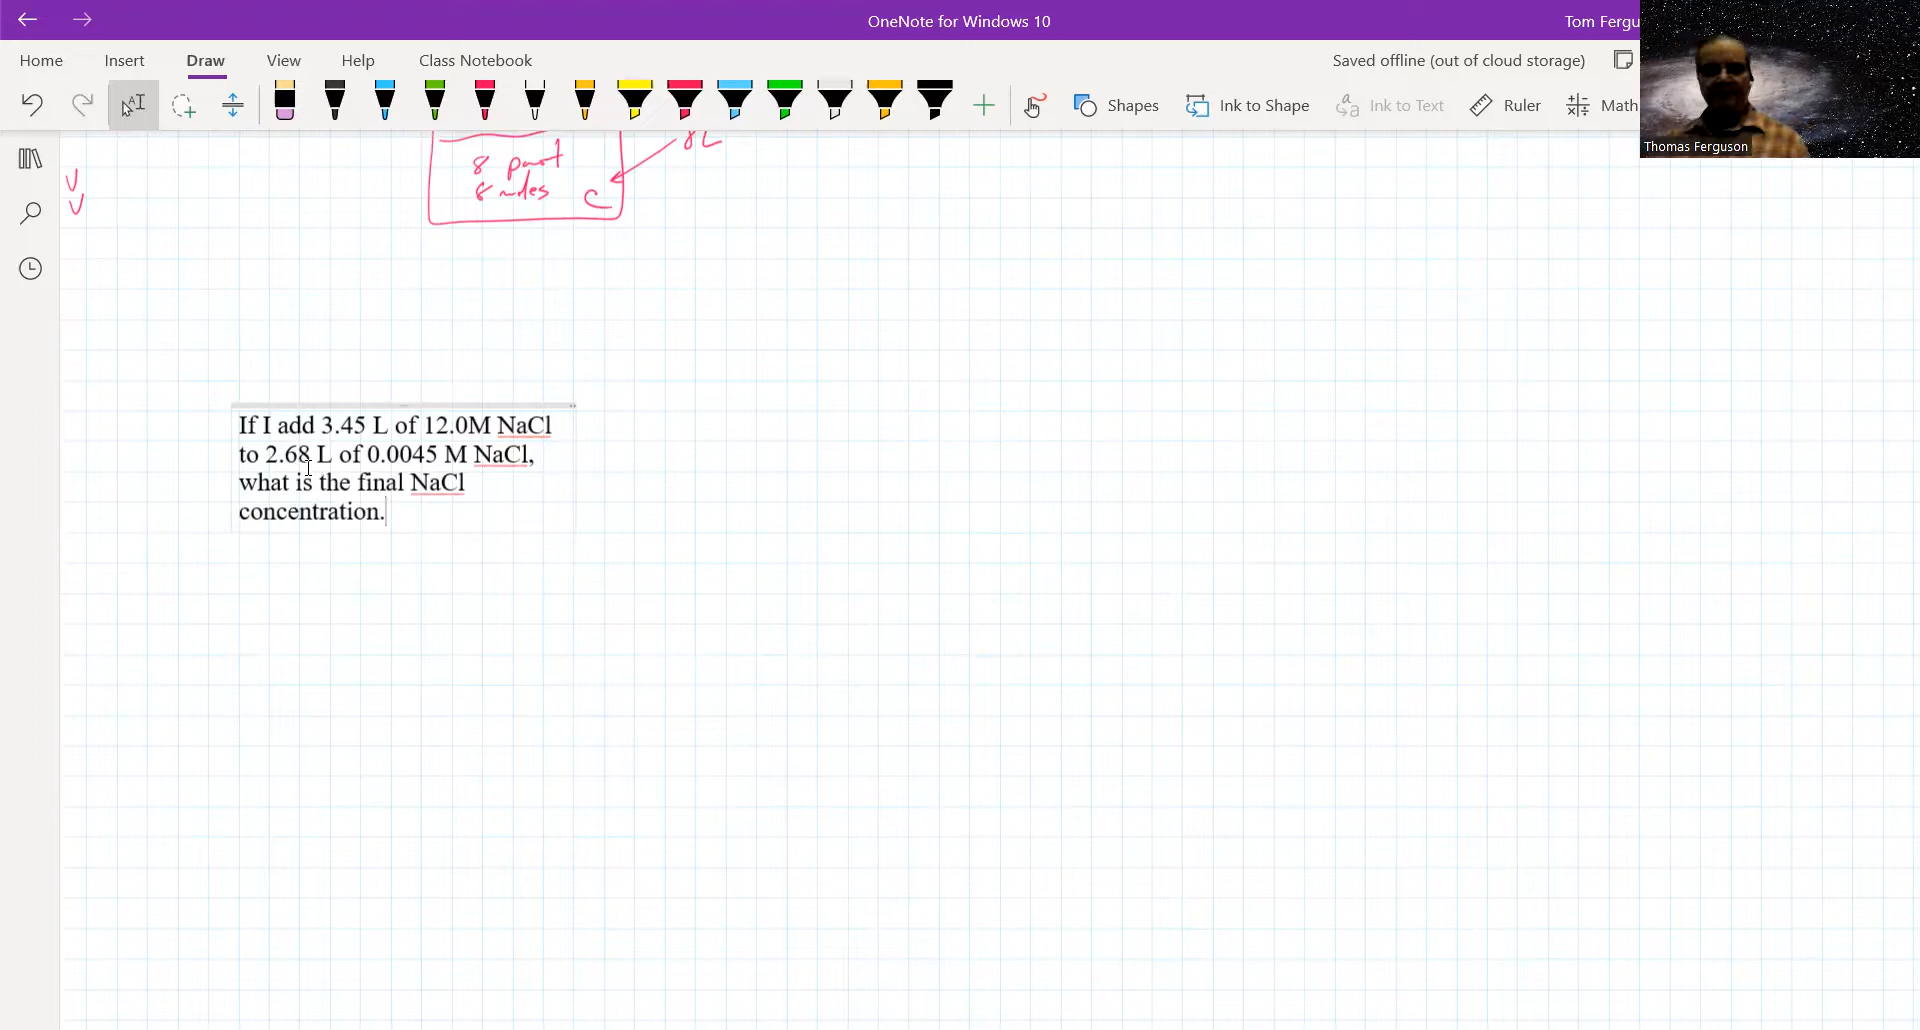 OneNote for Windows 10
Tom Fergu
Home
Insert
Draw
View
Help
Class Notebook
Saved offline (out of cloud storage)
Shapes
Ink to Shape
Ink to Text
Ruler
Math
Thomas Ferguson
8L
8 part
8 moles
C
If I add 3.45 L of 12.0M NaCl
to 2.68 L of 0.0045 M NaCl,
what is the final NaCl
concentration.